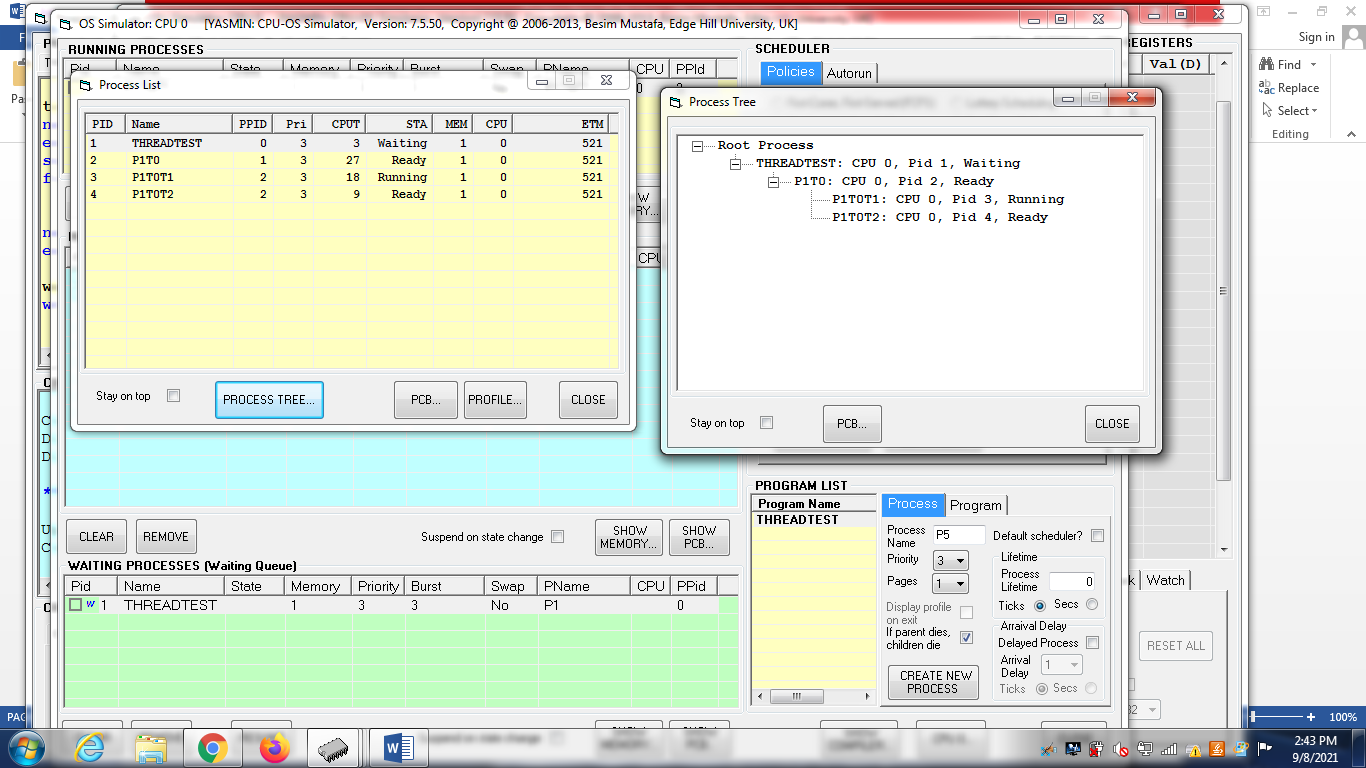 OS Simulator: CPU 0 [YASMIN: CPU-OS Simulator, Version: 7.5.50, Copyright @ 2006-2013, Besim Mustafa, Edge Hill University, UK]
Sign in
RUNNING PROCESSES
Pid Name State Memory Priority Burst Swap PName CPU PPId
SCHEDULER
Policies Autorun
REGISTERS
Val(D)
Find
Replace
Select
Editing
Process List
PID Name PPID Pri CPUT STA MEM CPU ETM
1 THREADTEST 0 3 3 Waiting 1 0 521
2 P1T0 1 3 27 Ready 1 0 521
3 P1T0T1 2 3 18 Running 1 0 521
4 P1T0T2 2 3 9 Ready 1 0 521
Stay on top
PROCESS TREE...
PCB...
PROFILE...
CLOSE
Process Tree
Root Process
THREADTEST: CPU 0, Pid 1, Waiting
P1T0: CPU 0, Pid 2, Ready
P1T0T1: CPU 0, Pid 3, Running
P1T0T2: CPU 0, Pid 4, Ready
Stay on top
PCB...
CLOSE
CLEAR
REMOVE
Suspend on state change
SHOW MEMORY...
SHOW PCB...
WAITING PROCESSES (Waiting Queue)
Pid Name State Memory Priority Burst Swap PName CPU PPId
W 1 THREADTEST 1 3 3 No P1 0
PROGRAM LIST
Program Name
THREADTEST
Process Program
Process Name P5
Default scheduler?
Priority 3
Pages 1
Display profile on exit
If parent dies, children die
CREATE NEW PROCESS
Lifetime
Process Lifetime 0
Ticks Secs
Arraival Delay
Delayed Process
Arrival Delay 1
Ticks Secs
Watch
RESET ALL
100%
2:43 PM
9/8/2021